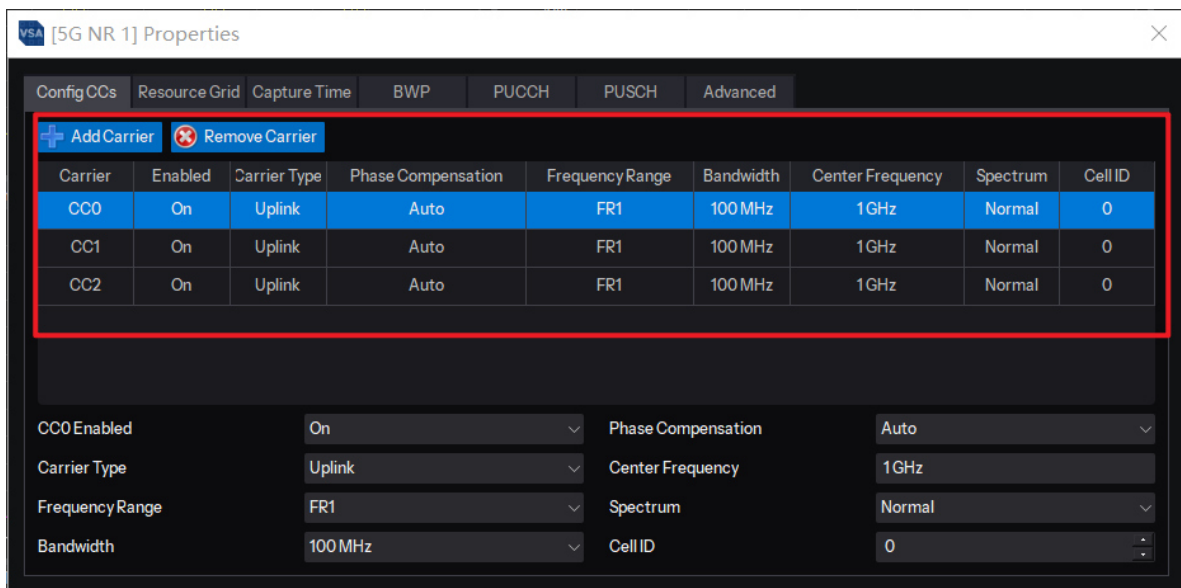 VSA [5G NR 1] Properties
Config CCs Resource Grid Capture Time BWP PUCCH PUSCH Advanced
Add Carrier Remove Carrier
Carrier Enabled Carrier Type Phase Compensation Frequency Range Bandwidth Center Frequency Spectrum Cell ID
CC0 On Uplink Auto FR1 100 MHz 1 GHz Normal 0
CC1 On Uplink Auto FR1 100 MHz 1 GHz Normal 0
CC2 On Uplink Auto FR1 100 MHz 1 GHz Normal 0
CC0 Enabled On Phase Compensation Auto
Carrier Type Uplink Center Frequency 1 GHz
Frequency Range FR1 Spectrum Normal
Bandwidth 100 MHz Cell ID 0